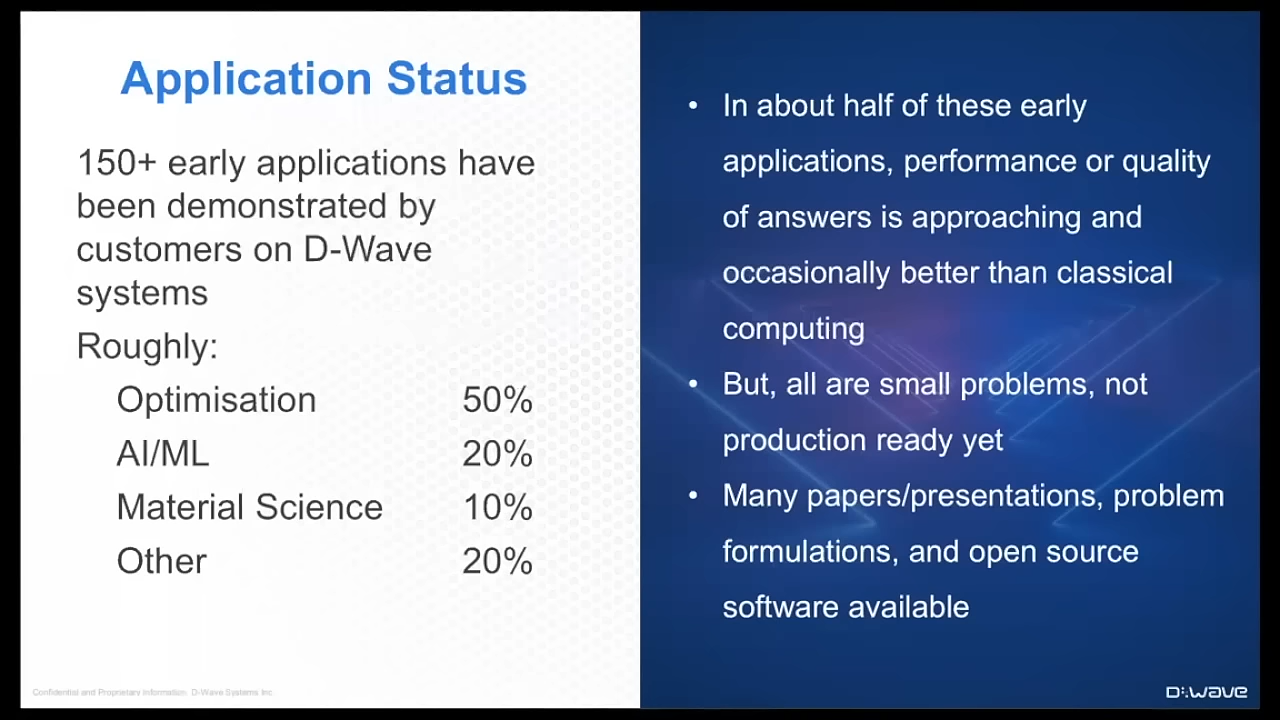 Application Status
150+ early applications have
been demonstrated by
customers on D-Wave
systems
Roughly:
Optimisation 50%
AI/ML 20%
Material Science 10%
Other 20%
Confidential and Proprietary Information. D-Wave Systems Inc.
• In about half of these early
applications, performance or quality
of answers is approaching and
occasionally better than classical
computing
• But, all are small problems, not
production ready yet
• Many papers/presentations, problem
formulations, and open source
software available
D:wave